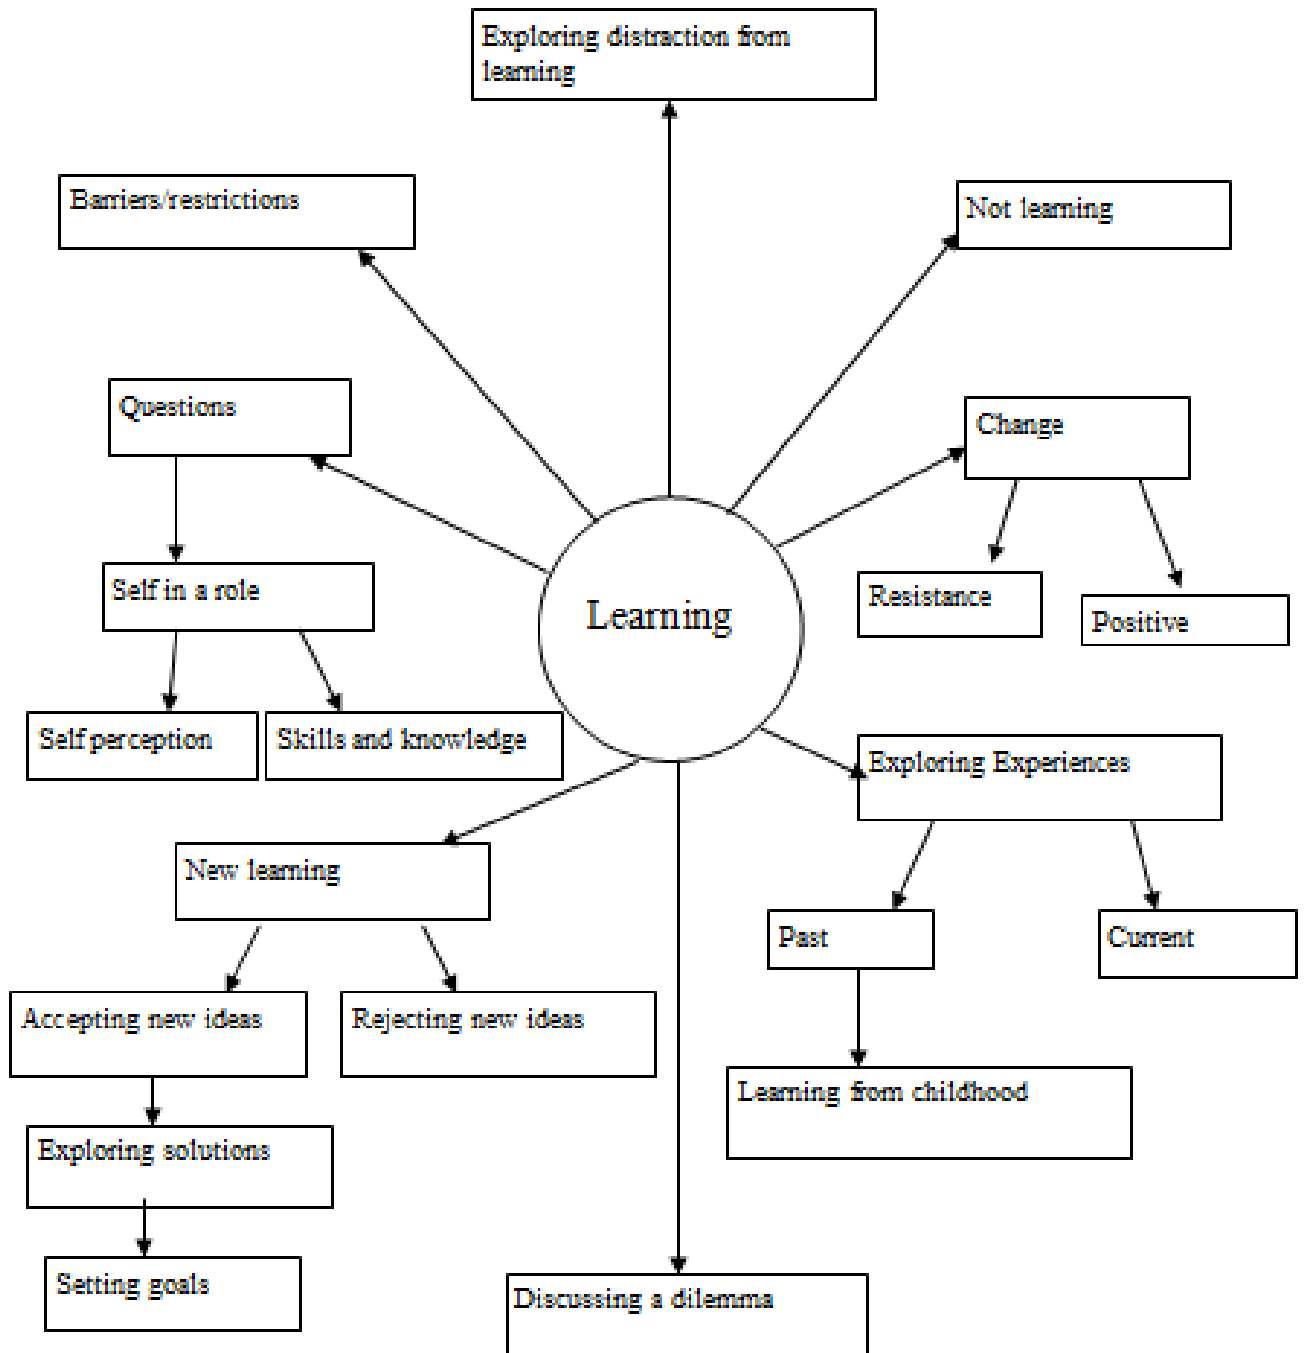 Exploring distraction from
learning
Barriers/restrictions
Not learning
Questions
Change
Self in a role
Resistance
Positive
Learning
Self perception
Skills and knowledge
Exploring Experiences
New learning
Past
Current
Accepting new ideas
Rejecting new ideas
Learning from childhood
Exploring solutions
Setting goals
Discussing a dilemma